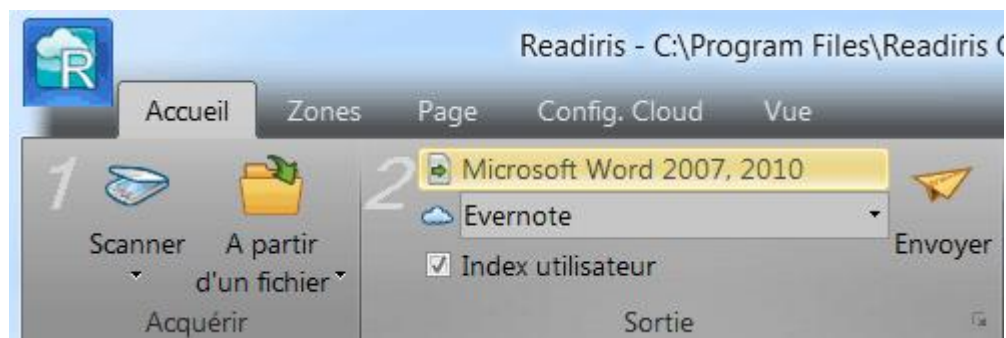 Readiris - C:\Program Files\Readiris
R
Accueil Zones Page Config. Cloud Vue
1 2 Microsoft Word 2007, 2010
Evernote
Scanner A partir Envoyer
d'un fichier Index utilisateur
Acquérir Sortie